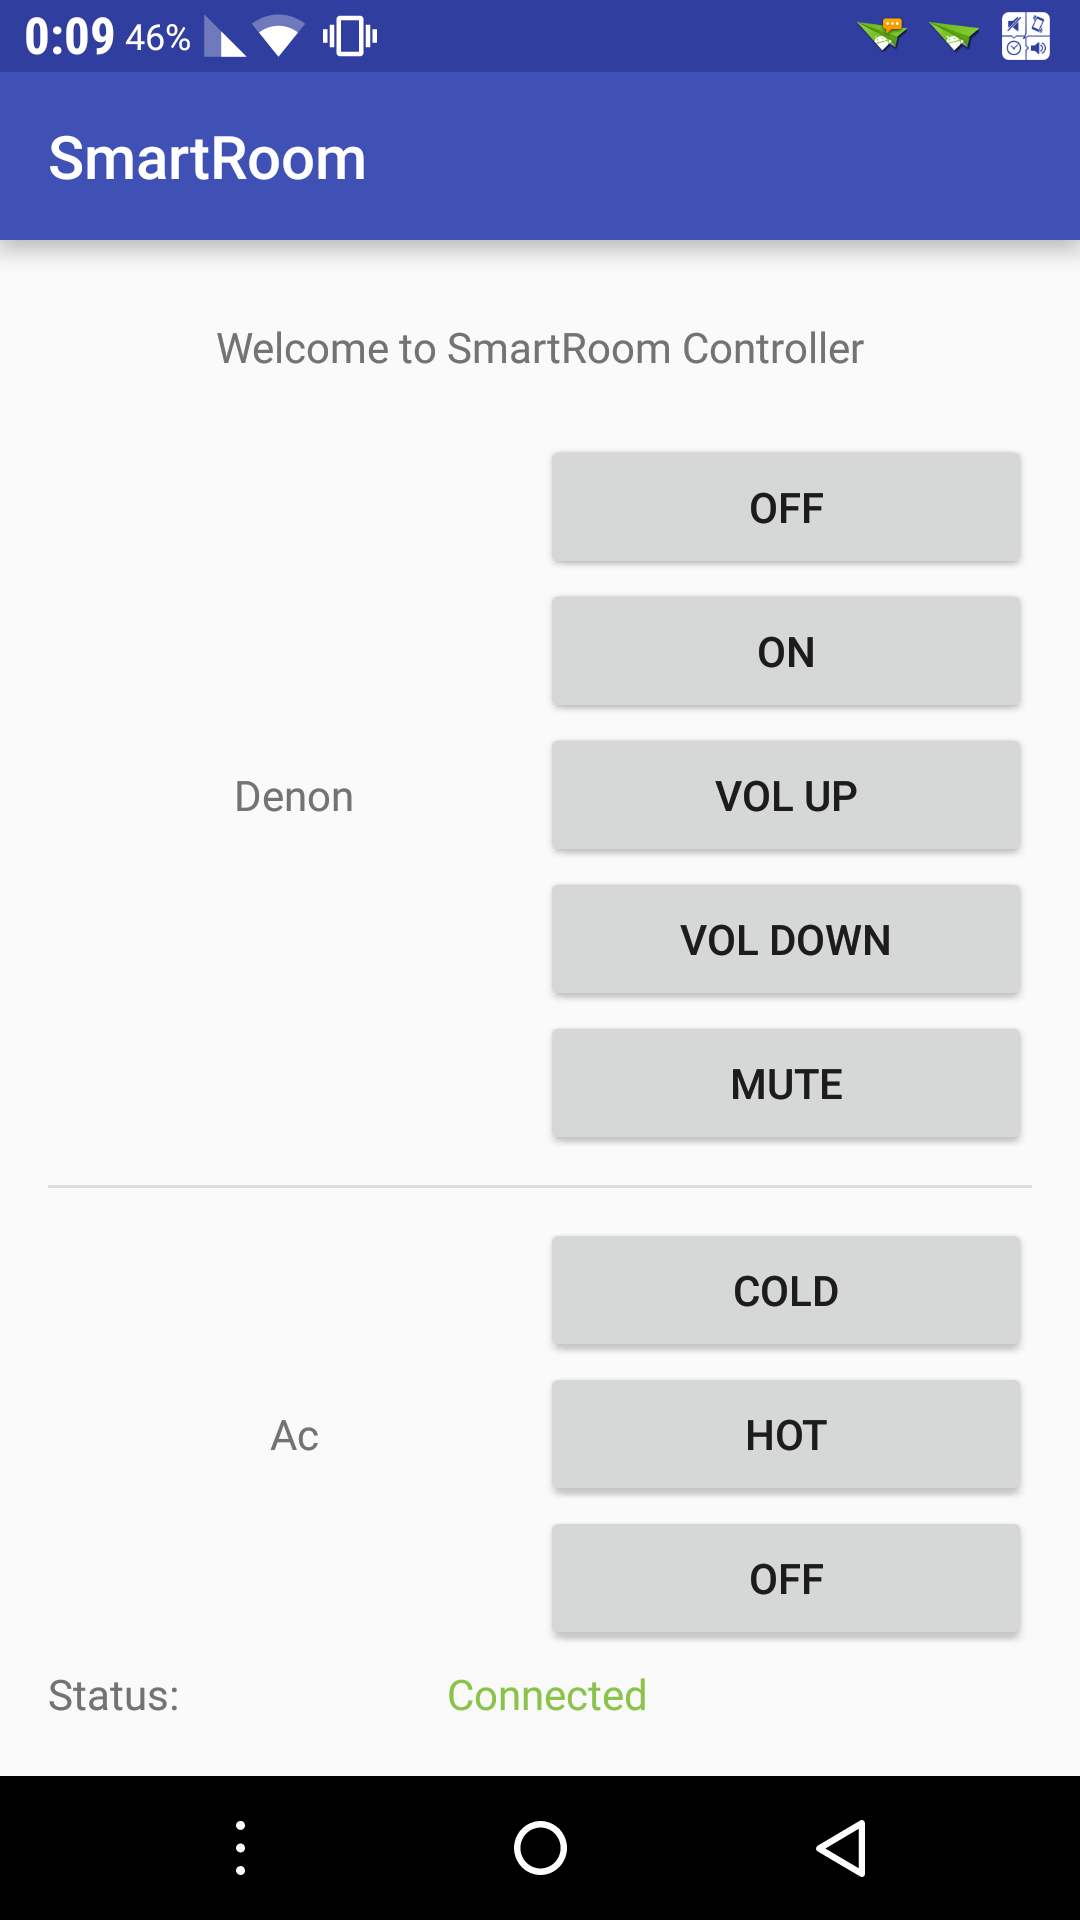 0:09 46%
SmartRoom
Welcome to SmartRoom Controller
OFF
ON
Denon
VOL UP
VOL DOWN
MUTE
COLD
Ac
HOT
OFF
Status: Connected